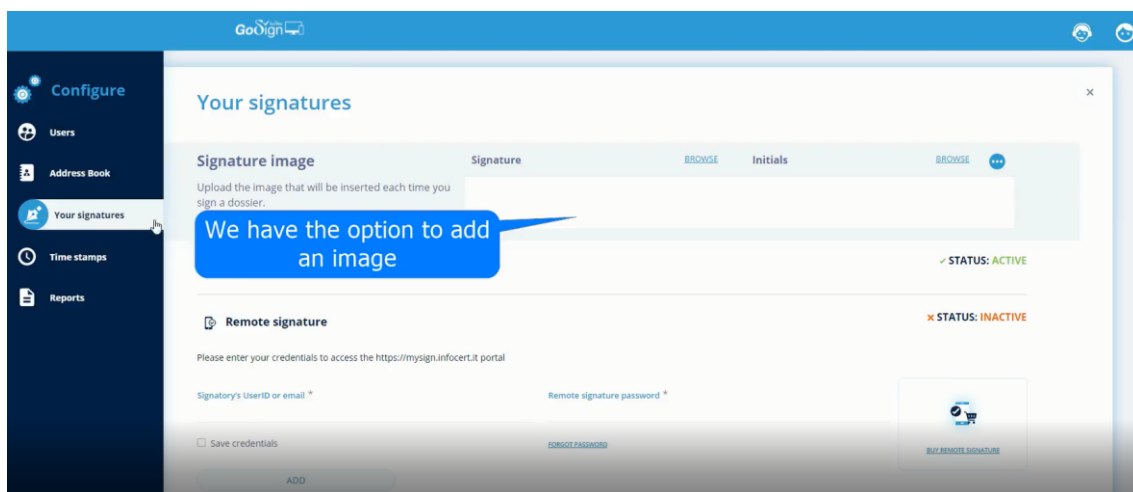 GoSign
Configure
Users
Address Book
Your signatures
Time stamps
Reports
Your signatures
×
Signature image
Signature
BROWSE
Initials
BROWSE
Upload the image that will be inserted each time you
sign a dossier.
We have the option to add
an image
✓ STATUS: ACTIVE
Remote signature
× STATUS: INACTIVE
Please enter your credentials to access the https://mysign.infocert.it portal
Signatory's UserID or email *
Remote signature password *
Save credentials
FORGOT PASSWORD
BUY REMOTE SIGNATURE
ADD